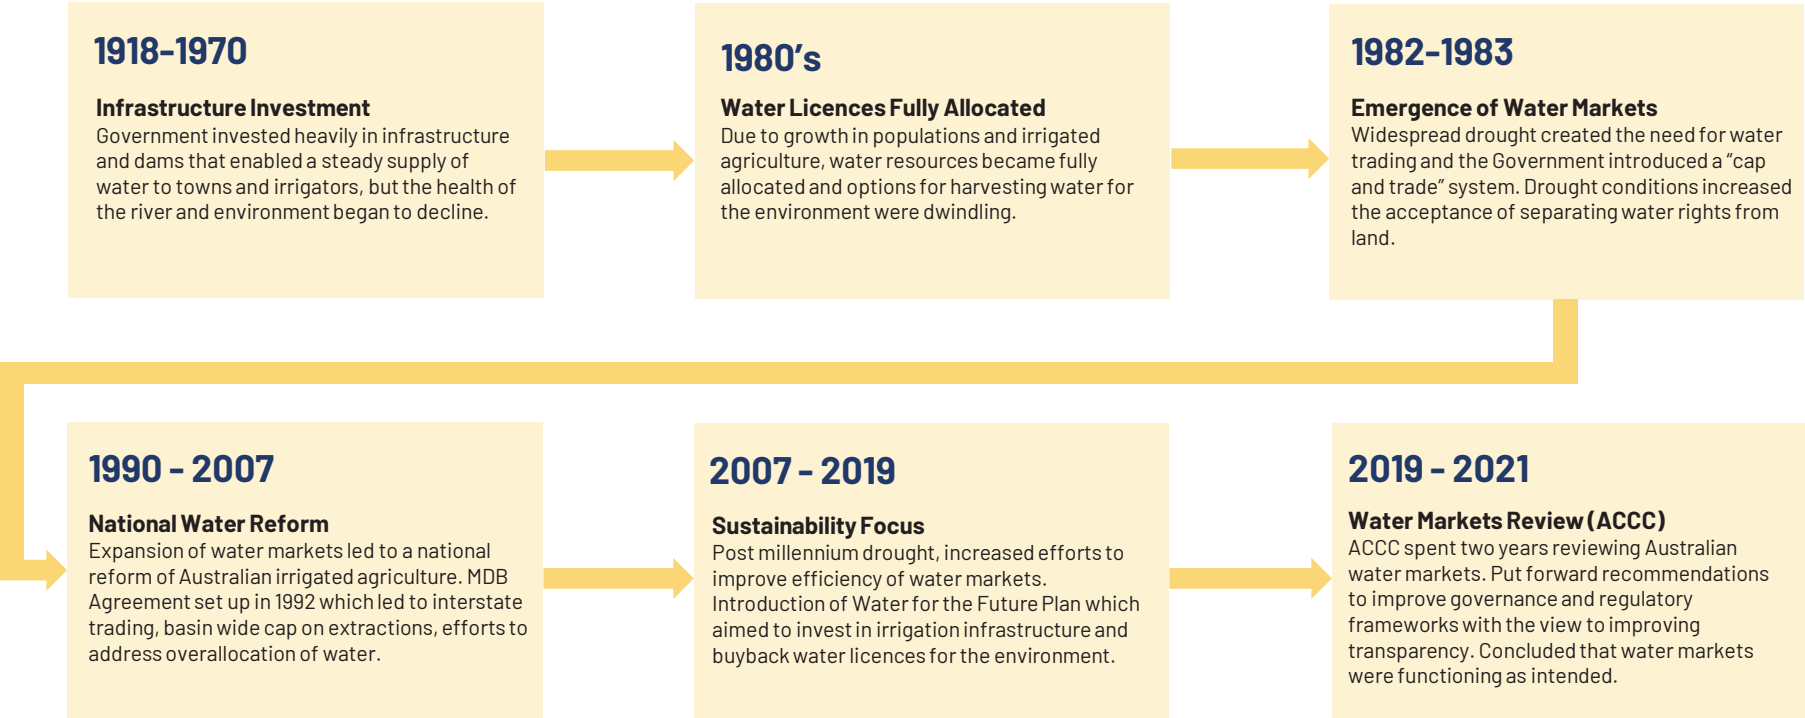 1918-1970
Infrastructure Investment
Government invested heavily in infrastructure
and dams that enabled a steady supply of
water to towns and irrigators, but the health of
the river and environment began to decline.
1980’s
Water Licences Fully Allocated
Due to growth in populations and irrigated
agriculture, water resources became fully
allocated and options for harvesting water for
the environment were dwindling.
1982-1983
Emergence of Water Markets
Widespread drought created the need for water
trading and the Government introduced a “cap
and trade” system. Drought conditions increased
the acceptance of separating water rights from
land.
1990 - 2007
National Water Reform
Expansion of water markets led to a national
reform of Australian irrigated agriculture. MDB
Agreement set up in 1992 which led to interstate
trading, basin wide cap on extractions, efforts to
address overallocation of water.
2007 - 2019
Sustainability Focus
Post millennium drought, increased efforts to
improve efficiency of water markets.
Introduction of Water for the Future Plan which
aimed to invest in irrigation infrastructure and
buyback water licences for the environment.
2019 - 2021
Water Markets Review (ACCC)
ACCC spent two years reviewing Australian
water markets. Put forward recommendations
to improve governance and regulatory
frameworks with the view to improving
transparency. Concluded that water markets
were functioning as intended.